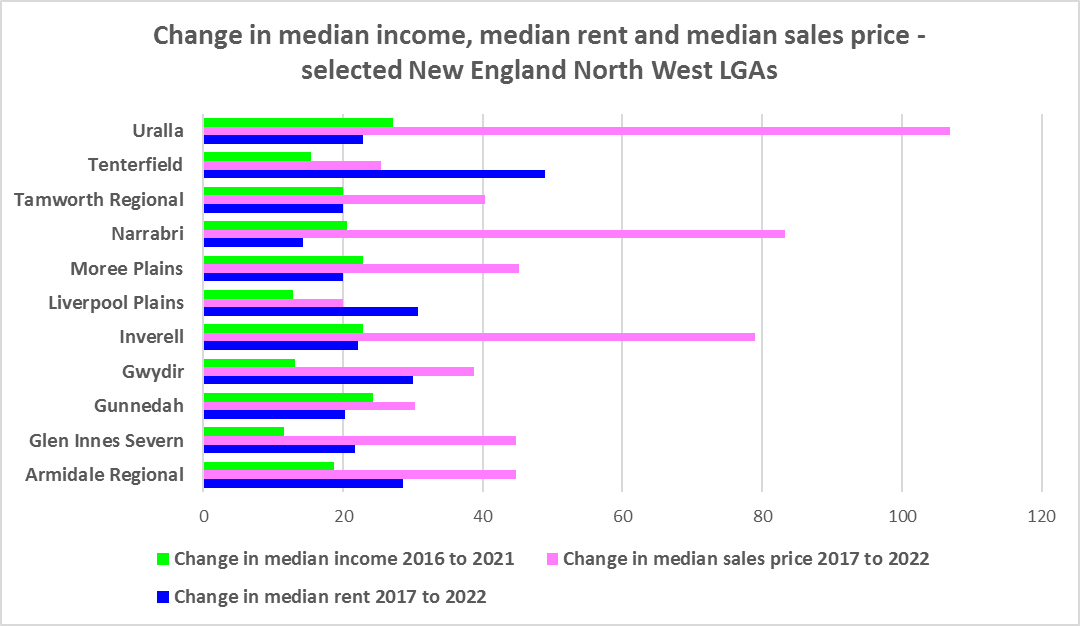 Change in median income, median rent and median sales price -
selected New England North West LGAs
Uralla
Tenterfield
Tamworth Regional
Narrabri
Moree Plains
Liverpool Plains
Inverell
Gwydir
Gunnedah
Glen Innes Severn
Armidale Regional
0 20 40 60 80 100 120
Change in median income 2016 to 2021 Change in median sales price 2017 to 2022
Change in median rent 2017 to 2022